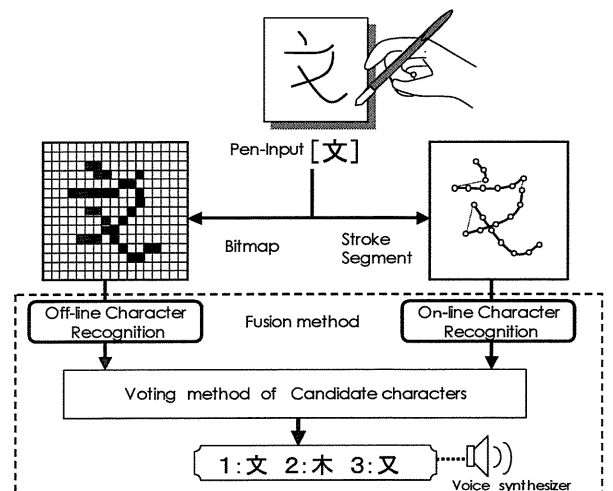 Pen-Input [文]
Bitmap
Stroke
Segment
Off-line Character
Recognition
Fusion method
On-line Character
Recognition
Voting method of Candidate characters
1:文 2:木 3:又
Voice synthesizer